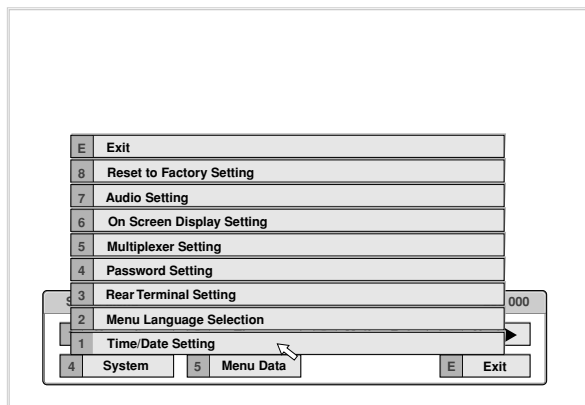 E Exit
8 Reset to Factory Setting
7 Audio Setting
6 On Screen Display Setting
5 Multiplexer Setting
4 Password Setting
3 Rear Terminal Setting
000
2 Menu Language Selection
1 Time/Date Setting
4 System 5 Menu Data E Exit